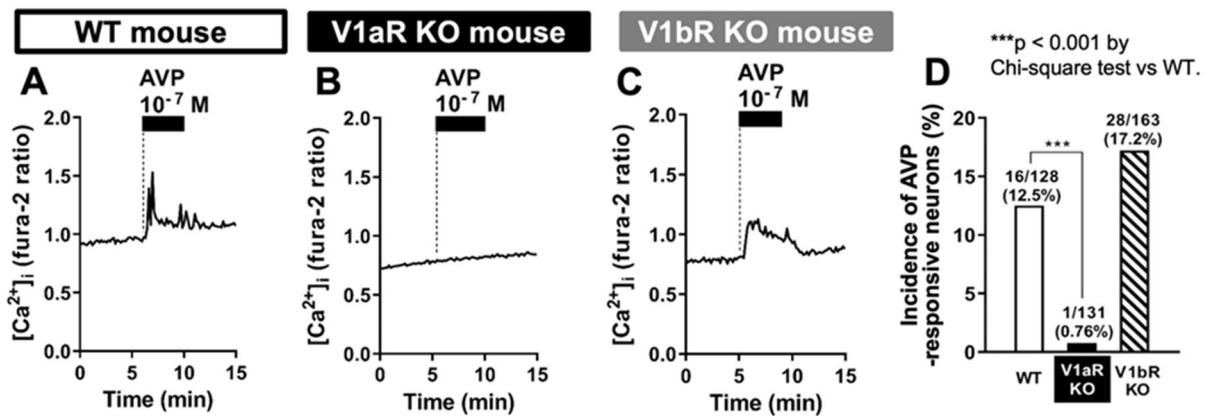 WT mouse
V1aR KO mouse
V1bR KO mouse
A
AVP
10⁻⁷ M
[Ca²⁺]ᵢ (fura-2 ratio)
2.0
1.5
1.0
0.5
0.0
0
5
10
15
Time (min)
B
AVP
10⁻⁷ M
[Ca²⁺]ᵢ (fura-2 ratio)
2.0
1.5
1.0
0.5
0.0
0
5
10
15
Time (min)
C
AVP
10⁻⁷ M
[Ca²⁺]ᵢ (fura-2 ratio)
2.0
1.5
1.0
0.5
0.0
0
5
10
15
Time (min)
***p < 0.001 by
Chi-square test vs WT.
D
Incidence of AVP
-responsive neurons (%)
20
15
10
5
0
16/128
(12.5%)
***
1/131
(0.76%)
28/163
(17.2%)
WT
V1aR
KO
V1bR
KO